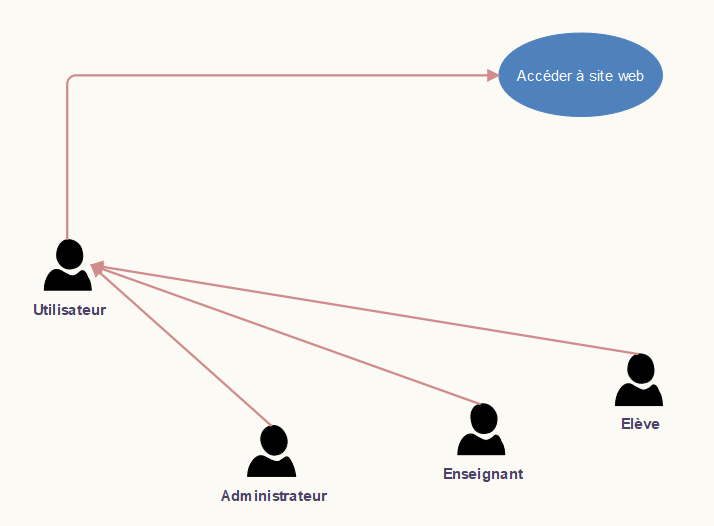 Accéder à site web
Utilisateur
Elève
Enseignant
Administrateur